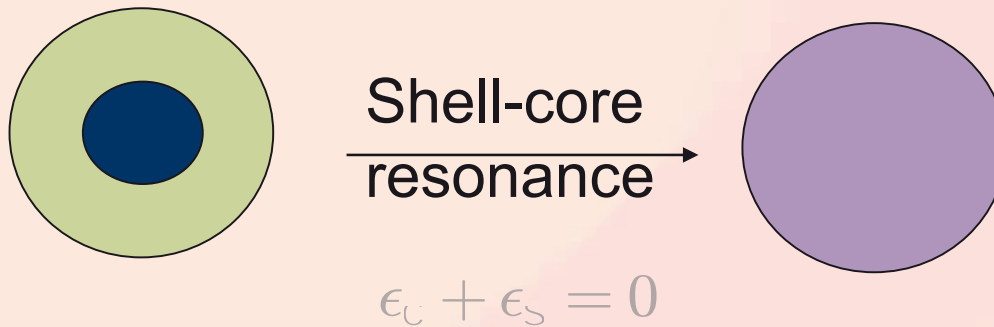 Shell-core
resonance
ϵ_c + ϵ_s = 0